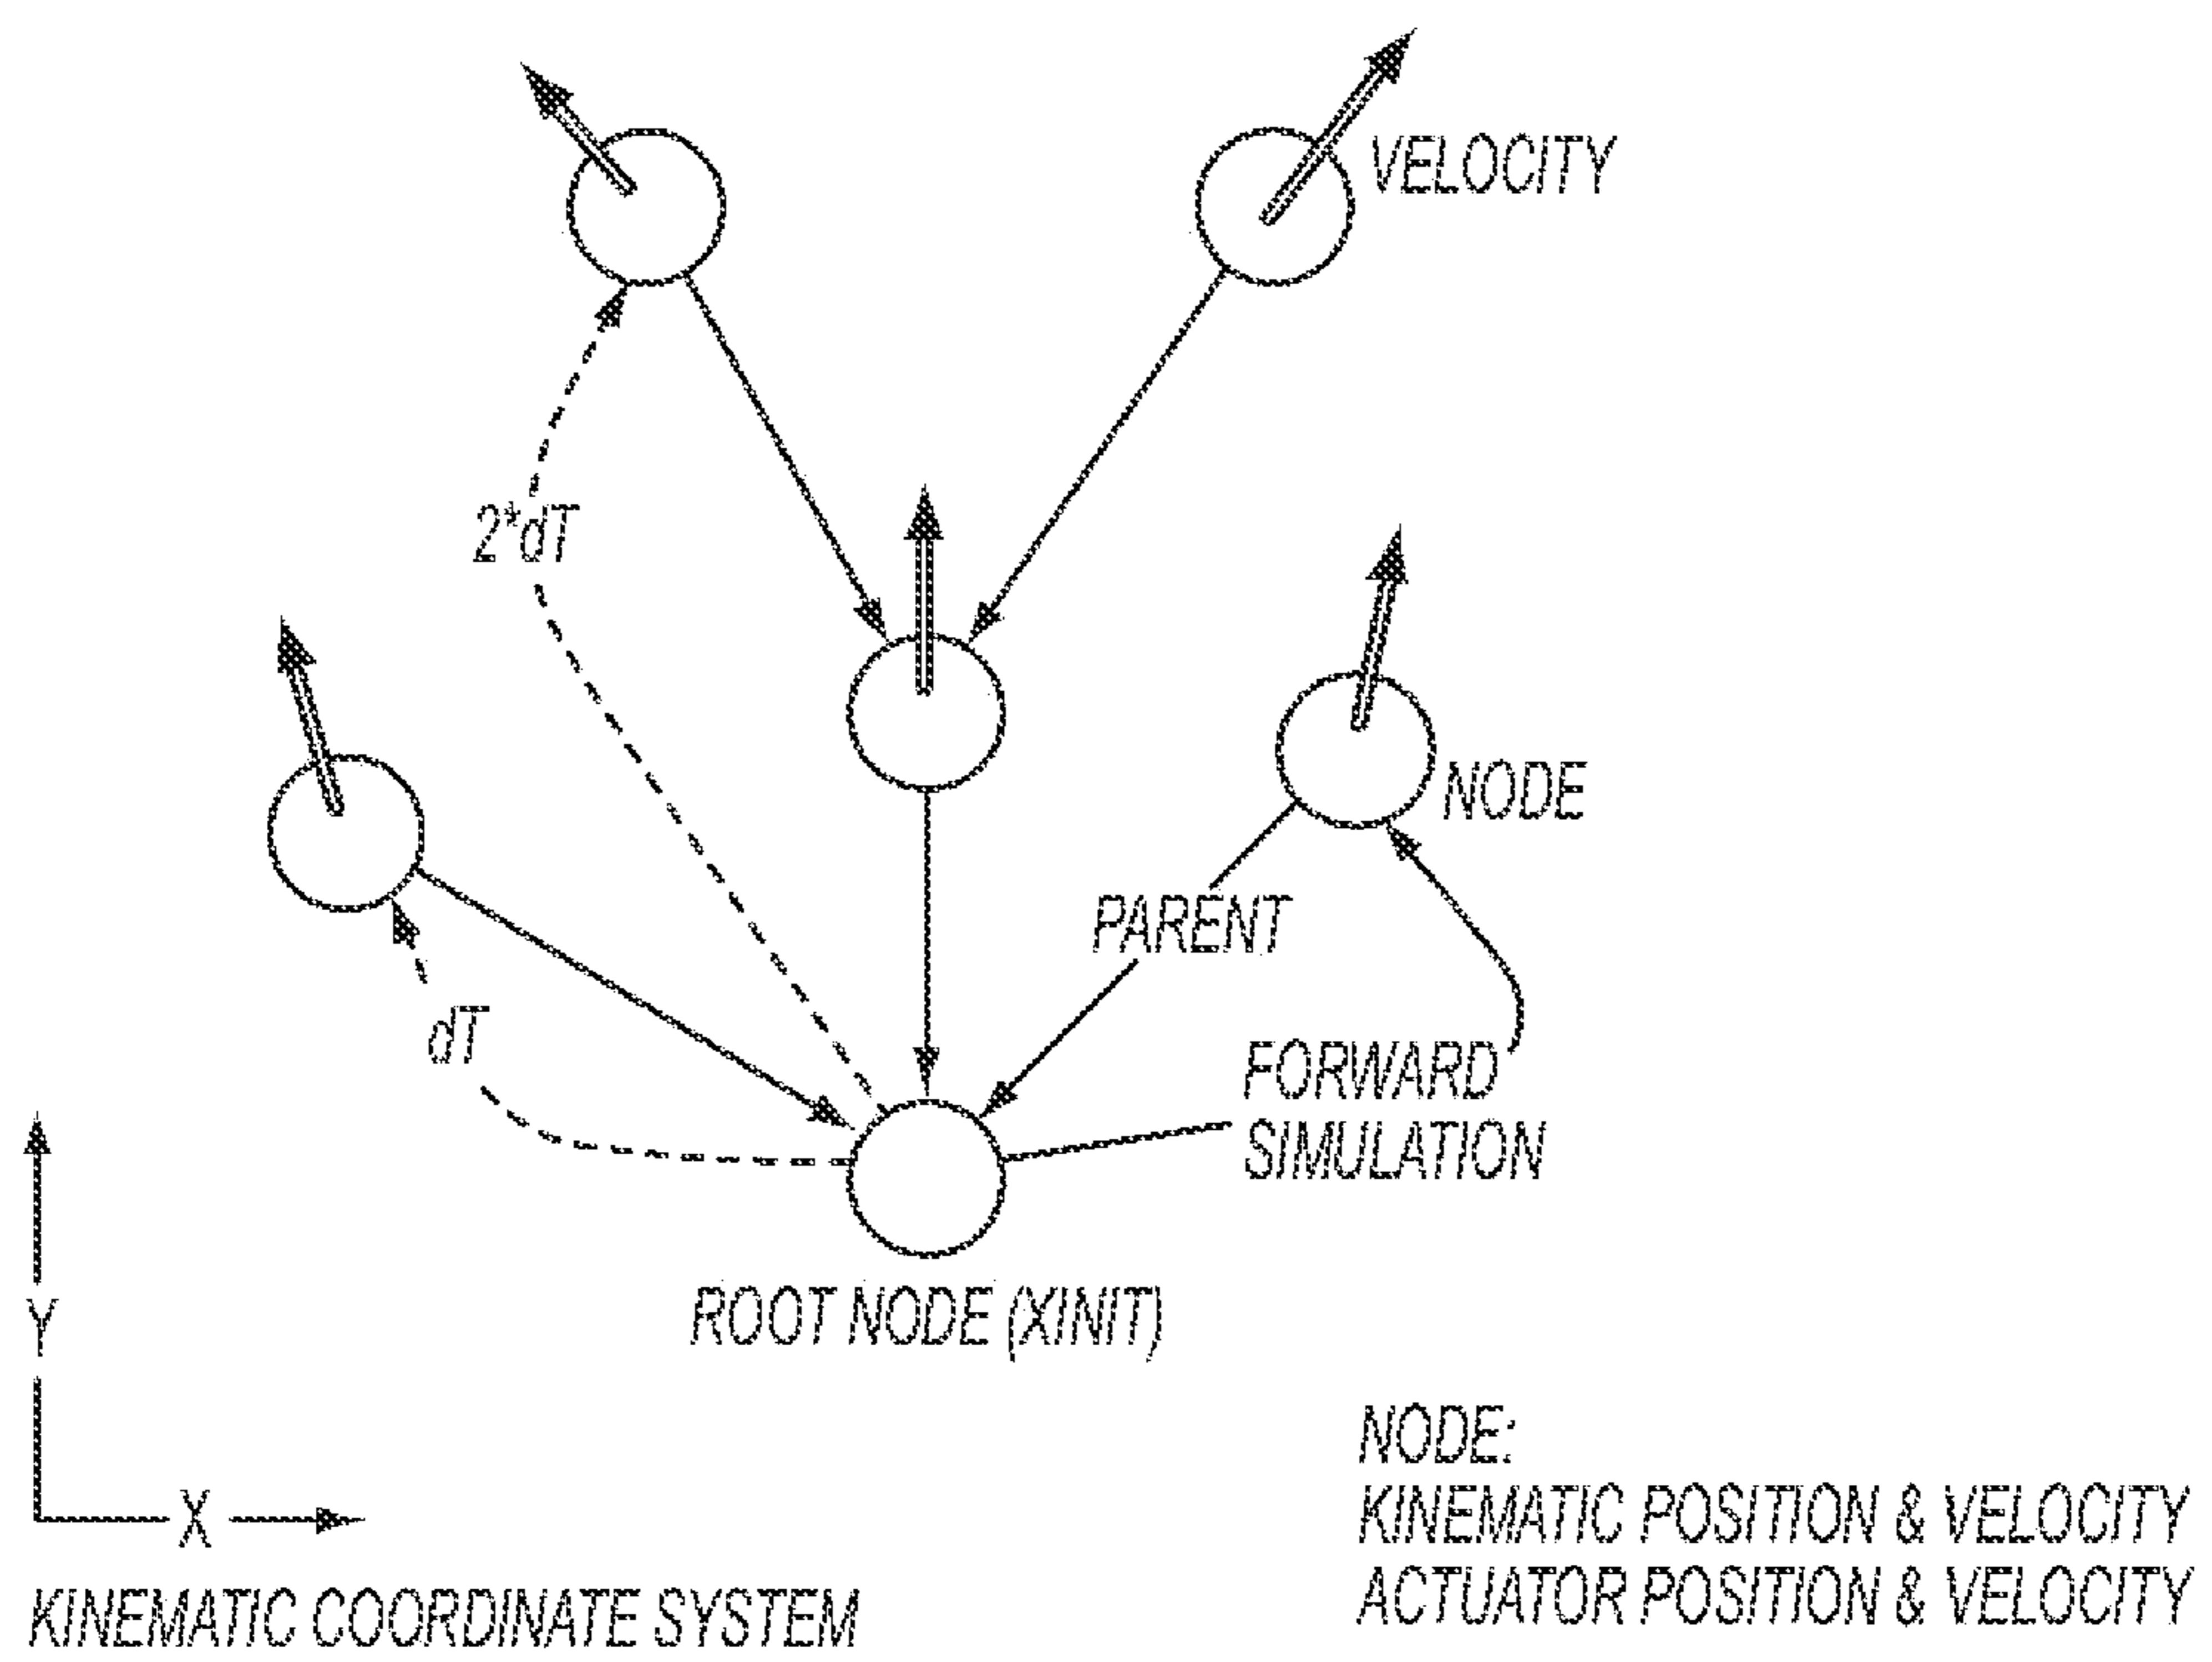 VELOCITY
2*dT
NODE
PARENT
dT
FORWARD
SIMULATION
ROOT NODE (XINIT)
Y
X
KINEMATIC COORDINATE SYSTEM
NODE:
KINEMATIC POSITION & VELOCITY
ACTUATOR POSITION & VELOCITY